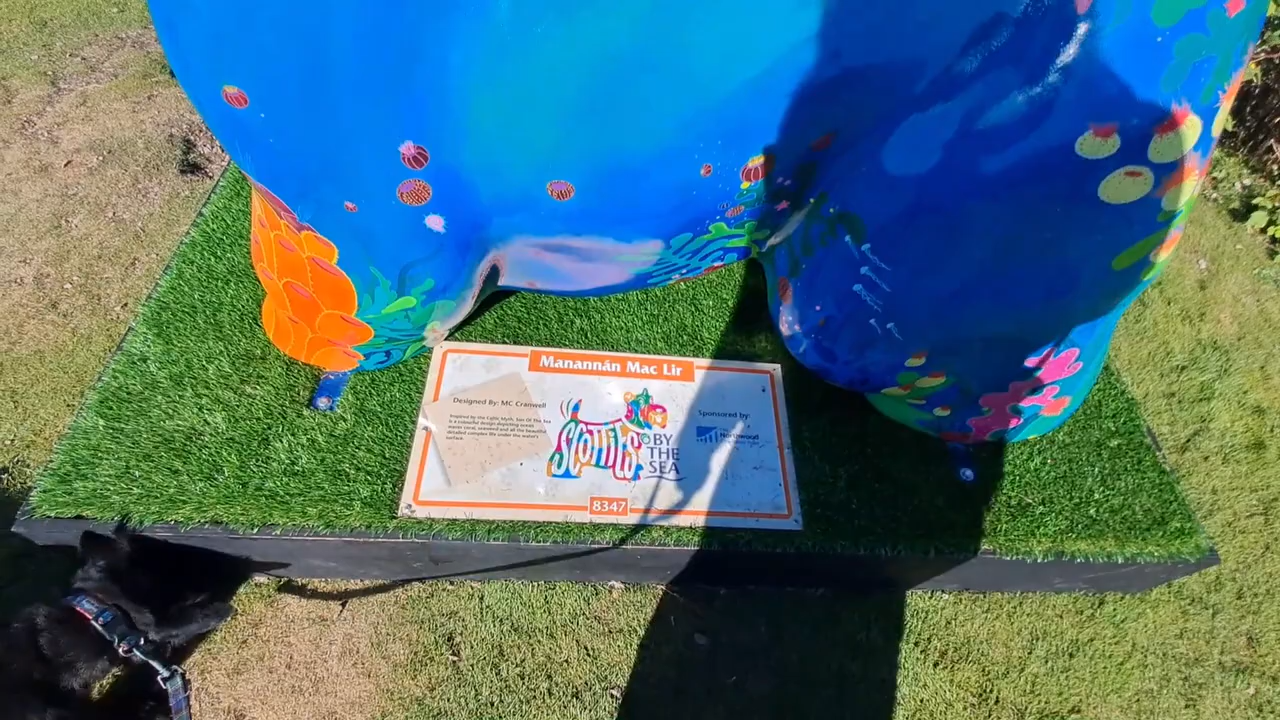 Manannán Mac Lir
Designed By: MC Cranwell
Inspired by the Celtic Myth, Son Of The Sea
is a colourful design depicting ocean
water coral, seaweed and all the beautiful
detailed complex life under the water's
surface.
SCOTTIES
BY
THE
SEA
Sponsored by:
Northwood
8347